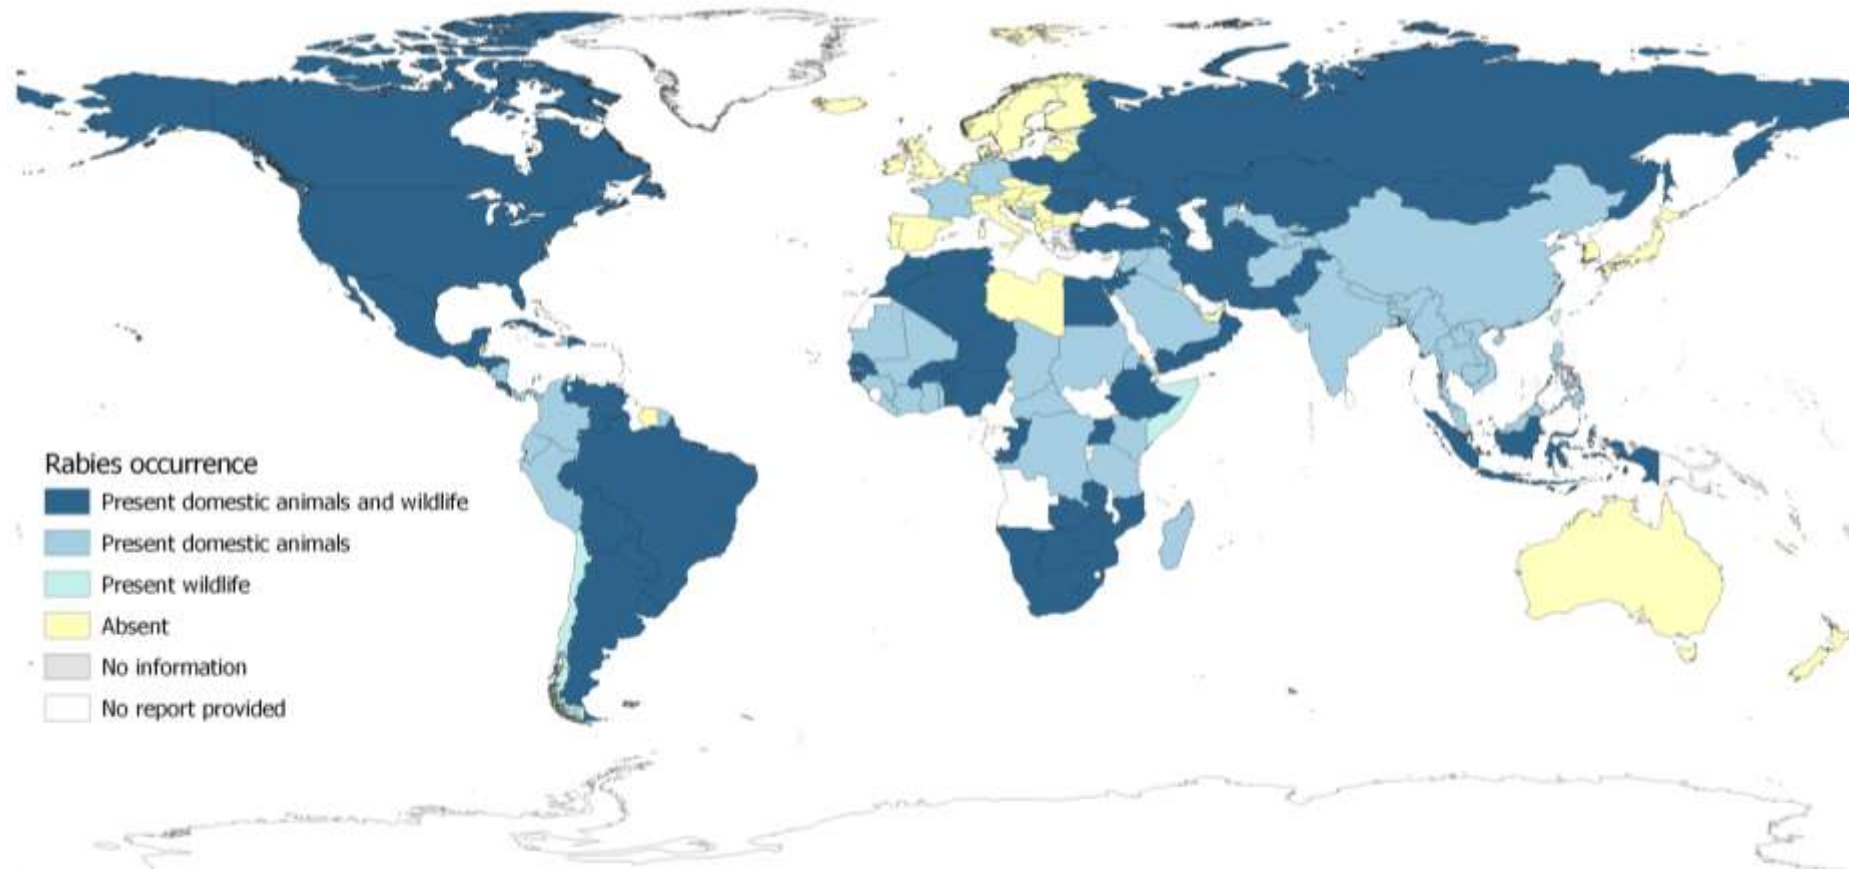 Rabies occurrence
Present domestic animals and wildlife
Present domestic animals
Present wildlife
Absent
No information
No report provided